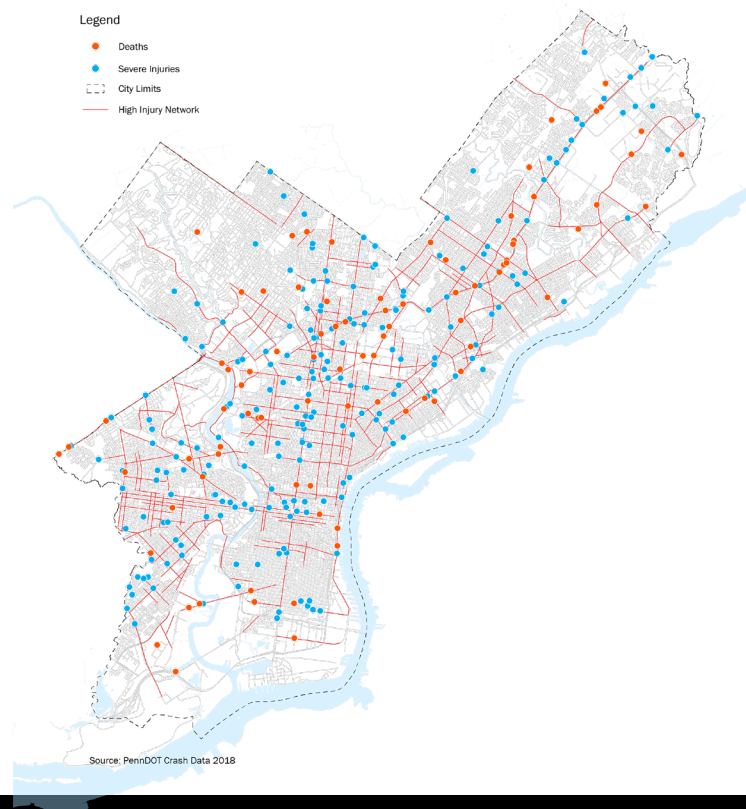 Legend
Deaths
Severe Injuries
City Limits
High Injury Network
Source: PennDOT Crash Data 2018